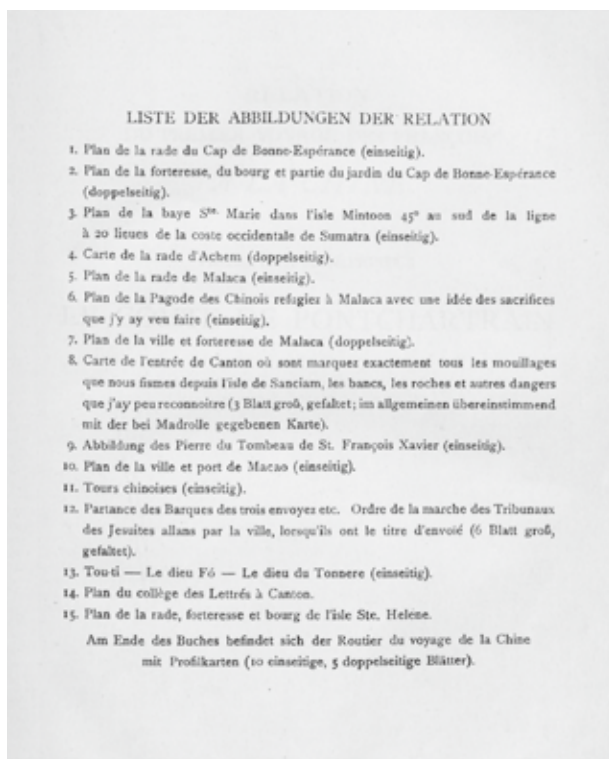 LISTE DER ABBILDUNGEN DER RELATION
1. Plan de la rade du Cap de Bonne-Espérance (einseitig).
2. Plan de la forteresse, du bourg et partie du jardin du Cap de Bonne-Espérance
(doppelseitig).
3. Plan de la baye Ste. Marie dans l'isle Mintoon 45° au sud de la ligne
à 20 lieues de la coste occidentale de Sumatra (einseitig).
4. Carte de la rade d'Achem (doppelseitig).
5. Plan de la rade de Malaca (einseitig).
6. Plan de la Pagode des Chinois refugiez à Malaca avec une idée des sacrifices
que j'y ay veu faire (einseitig).
7. Plan de la ville et forteresse de Malaca (doppelseitig).
8. Carte de l'entrée de Canton où sont marquez exactement tous les mouillages
que nous fismes depuis l'isle de Sanciam, les bancs, les roches et autres dangers
que j'ay peu reconnoitre (3 Blatt groß, gefaltet; im allgemeinen übereinstimmend
mit der bei Madrolle gegebenen Karte).
9. Abbildung des Pierre du Tombeau de St. François Xavier (einseitig).
10. Plan de la ville et port de Macao (einseitig).
11. Tours chinoises (einseitig).
12. Partance des Barques des trois envoyez etc. Ordre de la marche des Tribunaux
des Jesuites allans par la ville, lorsqu'ils ont le titre d'envoié (6 Blatt groß,
gefaltet).
13. Tou-ti — Le dieu Fó — Le dieu du Tonnere (einseitig).
14. Plan du collège des Lettrés à Canton.
15. Plan de la rade, forteresse et bourg de l'isle Ste. Helene.
Am Ende des Buches befindet sich der Routier du voyage de la Chine
mit Profilkarten (10 einseitige, 5 doppelseitige Blätter).